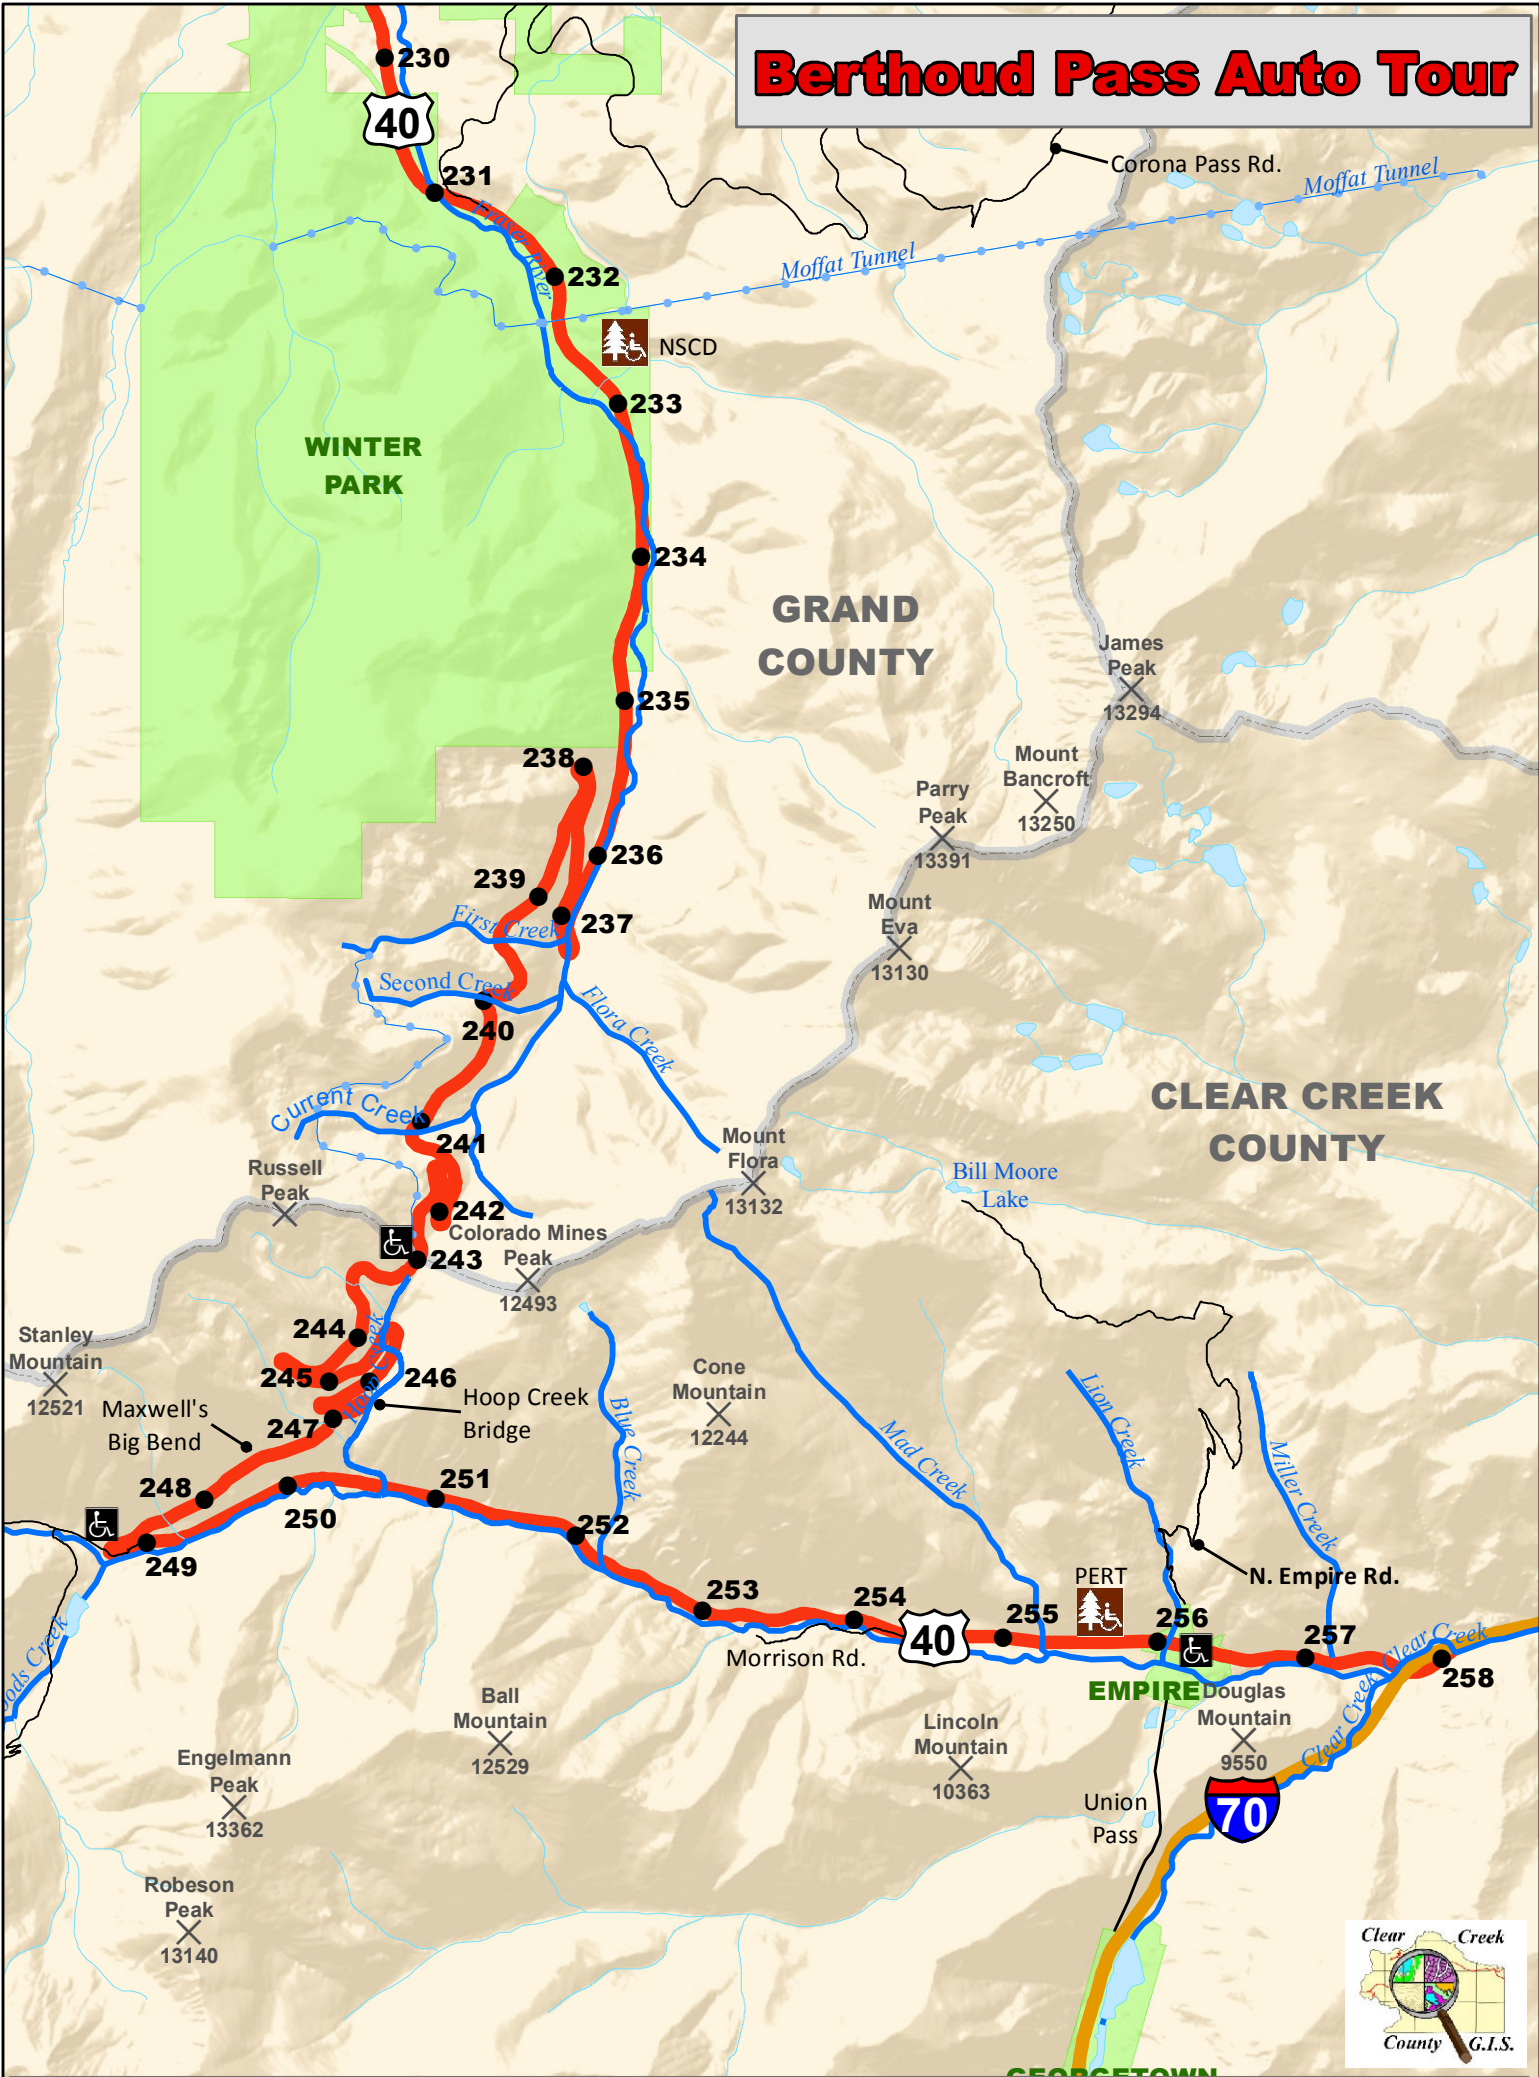 Berthoud Pass Auto Tour
230
40
231
Corona Pass Rd.
Moffat Tunnel
Fraser River
232
Moffat Tunnel
NSCD
233
WINTER
PARK
234
GRAND
COUNTY
James
Peak
13294
235
238
Mount
Bancroft
13250
Parry
Peak
13391
236
239
Mount
Eva
13130
First Creek
237
Second Creek
Flora Creek
240
CLEAR CREEK
COUNTY
Current Creek
241
Mount
Flora
13132
Russell
Peak
Bill Moore
Lake
242
Colorado Mines
Peak
12493
243
244
Stanley
Mountain
12521
245
246
Hoop Creek
Hoop Creek
Bridge
Cone
Mountain
12244
Blue Creek
Lion Creek
Mad Creek
Miller Creek
Maxwell's
Big Bend
247
248
250
251
252
249
N. Empire Rd.
PERT
253
254
40
255
256
257
Clear Creek
258
Morrison Rd.
EMPIRE
Douglas
Mountain
9550
Clear Creek
oods Creek
Ball
Mountain
12529
Lincoln
Mountain
10363
Engelmann
Peak
13362
70
Union
Pass
Robeson
Peak
13140
Clear Creek
County G.I.S.
GEORGETOWN